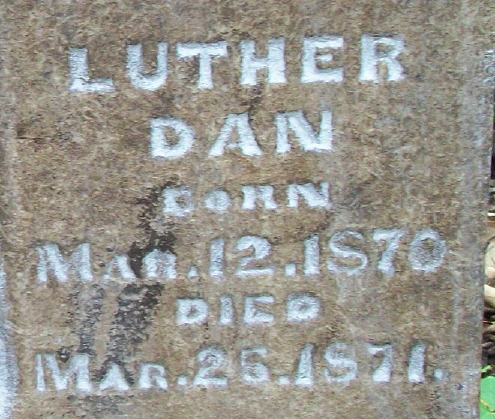 LUTHER
DAN
BORN
MAR.12.1870
DIED
MAR.25.1871.